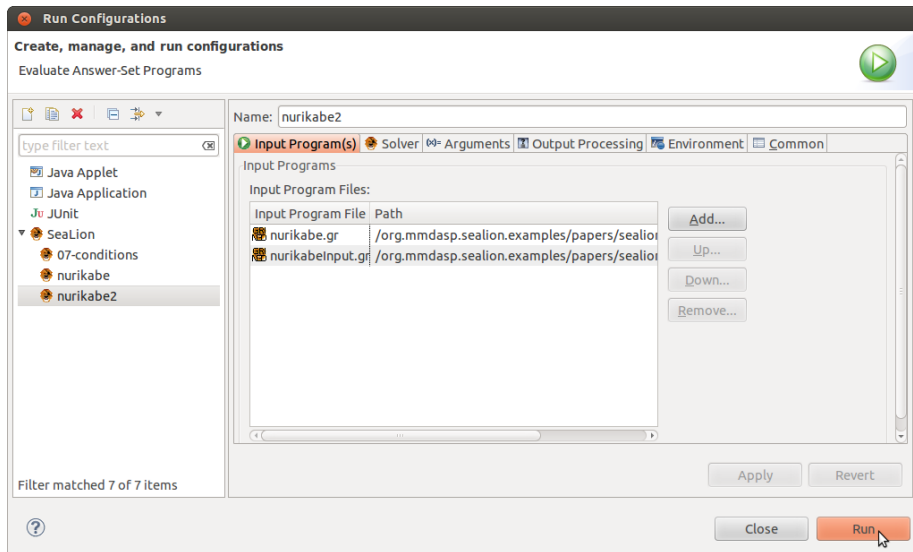 Run Configurations
Create, manage, and run configurations
Evaluate Answer-Set Programs
Name: nurikabe2
type filter text
Input Program(s) Solver (x)= Arguments Output Processing Environment Common
Java Applet
Java Application
Ju JUnit
SeaLion
07-conditions
nurikabe
nurikabe2
Input Programs
Input Program Files:
Input Program File Path
nurikabe.gr /org.mmdasp.sealion.examples/papers/sealion
nurikabeInput.gr /org.mmdasp.sealion.examples/papers/sealion
Add...
Up...
Down...
Remove...
Filter matched 7 of 7 items
Apply Revert
Close Run